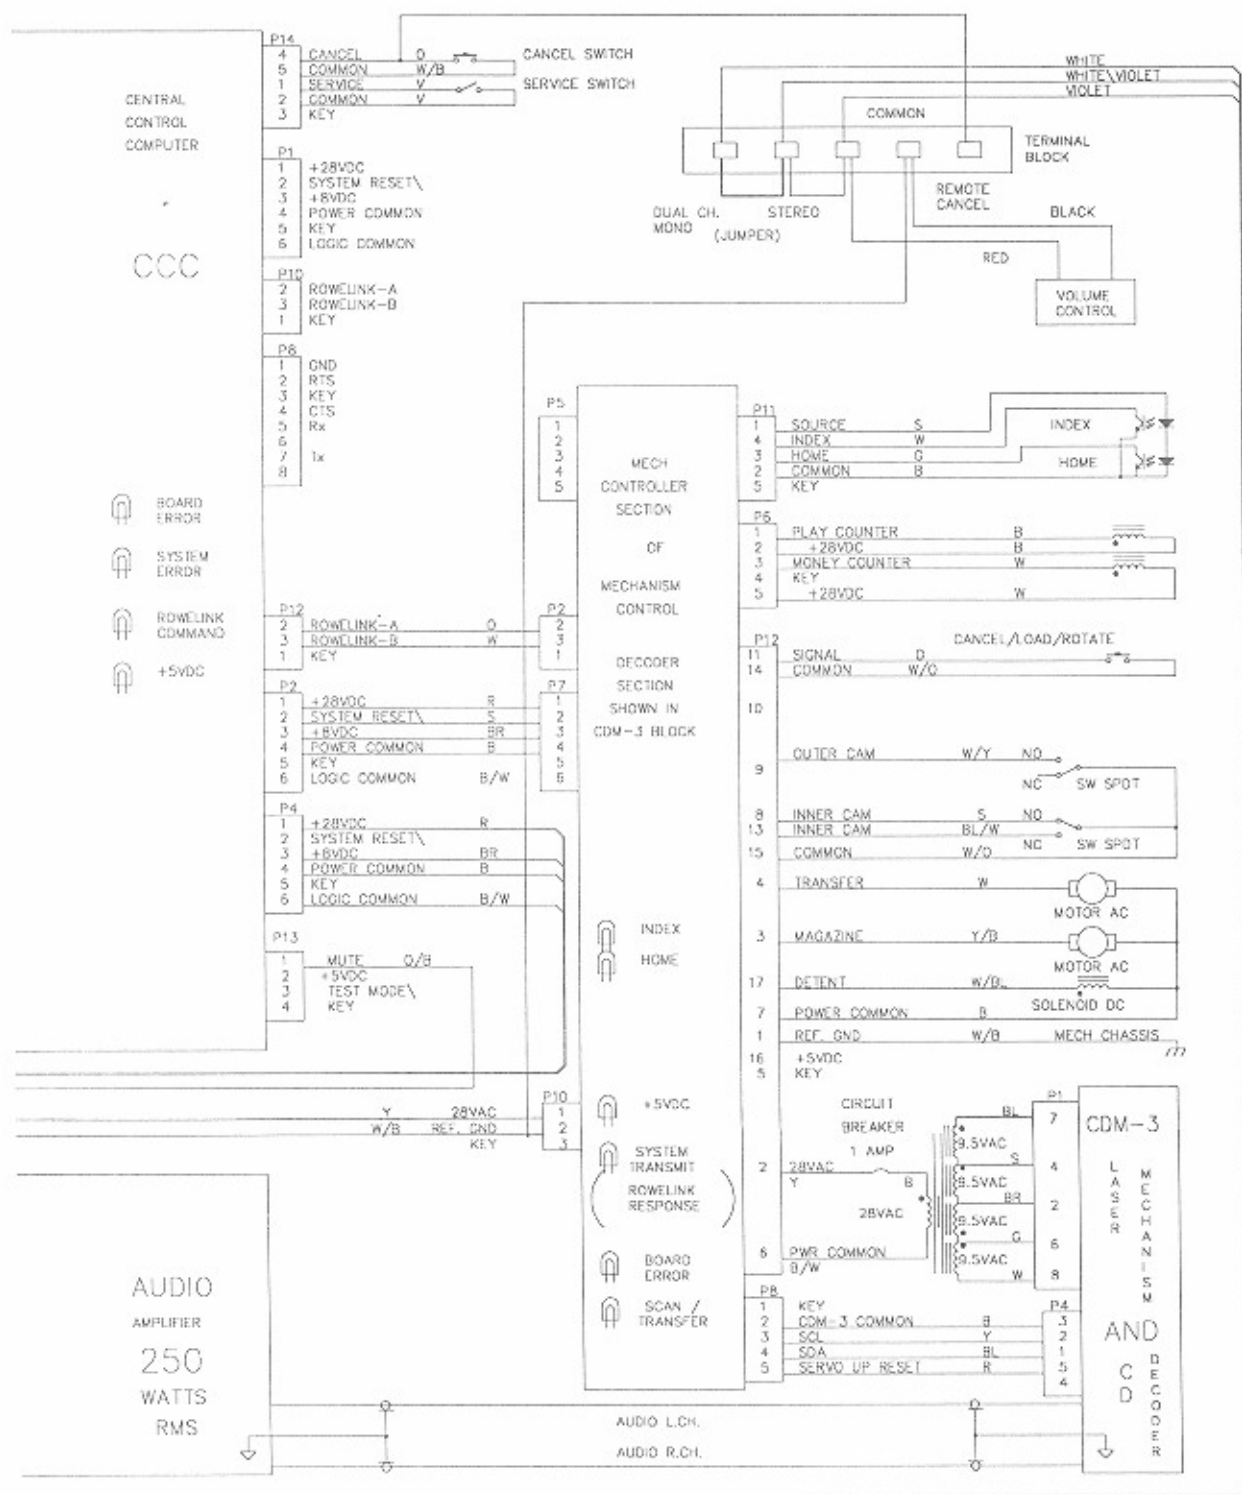 CENTRAL
CONTROL
COMPUTER
CCC
BOARD
ERROR
SYSTEM
ERROR
ROWELINK
COMMAND
+5VDC
P14
4 CANCEL O
5 COMMON W/B
1 SERVICE V
2 COMMON V
3 KEY
CANCEL SWITCH
SERVICE SWITCH
P1
1 +28VDC
2 SYSTEM RESET\
3 +8VDC
4 POWER COMMON
5 KEY
6 LOGIC COMMON
P10
2 ROWELINK-A
3 ROWELINK-B
1 KEY
P8
1 GND
2 RTS
3 KEY
4 CTS
5 Rx
6
7 Tx
8
P12
2 ROWELINK-A O
3 ROWELINK-B W
1 KEY
P2
1 +28VDC R
2 SYSTEM RESET\ S
3 +8VDC BR
4 POWER COMMON B
5 KEY
6 LOGIC COMMON B/W
P4
1 +28VDC R
2 SYSTEM RESET\
3 +8VDC BR
4 POWER COMMON B
5 KEY
6 LOGIC COMMON B/W
P13
1 MUTE O/B
2 +5VDC
3 TEST MODE\
4 KEY
WHITE
WHITE\VIOLET
VIOLET
COMMON
TERMINAL
BLOCK
DUAL CH.
MONO
STEREO
(JUMPER)
REMOTE
CANCEL
BLACK
RED
VOLUME
CONTROL
P5
1
2
3
4
5
P2
2
3
1
P7
1
2
3
4
5
6
MECH
CONTROLLER
SECTION
OF
MECHANISM
CONTROL
DECODER
SECTION
SHOWN IN
CDM-3 BLOCK
INDEX
HOME
+5VDC
SYSTEM
TRANSMIT
(ROWELINK
RESPONSE)
BOARD
ERROR
SCAN /
TRANSFER
P10
Y 28VAC 1
W/B REF. GND 2
KEY 3
P11
1 SOURCE S
4 INDEX W
3 HOME G
2 COMMON B
5 KEY
INDEX
HOME
P6
1 PLAY COUNTER B
2 +28VDC B
3 MONEY COUNTER W
4 KEY
5 +28VDC W
P12
CANCEL/LOAD/ROTATE
11 SIGNAL O
14 COMMON W/O
10
9 OUTER CAM W/Y NO
NC SW SPDT
8 INNER CAM S NO
13 INNER CAM BL/W
NC SW SPDT
15 COMMON W/O
4 TRANSFER W
MOTOR AC
3 MAGAZINE Y/B
MOTOR AC
17 DETENT W/BL
SOLENOID DC
7 POWER COMMON B
1 REF. GND W/B MECH CHASSIS
16 +5VDC
5 KEY
CIRCUIT
BREAKER
1 AMP
2 28VAC
Y B
28VAC
6 PWR COMMON
B/W
9.5VAC
9.5VAC
9.5VAC
9.5VAC
P1
BL 7
S 4
BR 2
G 6
W 8
P8
1 KEY
2 CDM-3 COMMON B
3 SCL Y
4 SDA BL
5 SERVO UP RESET R
P4
3
2
1
5
4
CDM-3
LASER
MECHANISM
AND
CD
DECODER
AUDIO
AMPLIFIER
250
WATTS
RMS
AUDIO L.CH.
AUDIO R.CH.